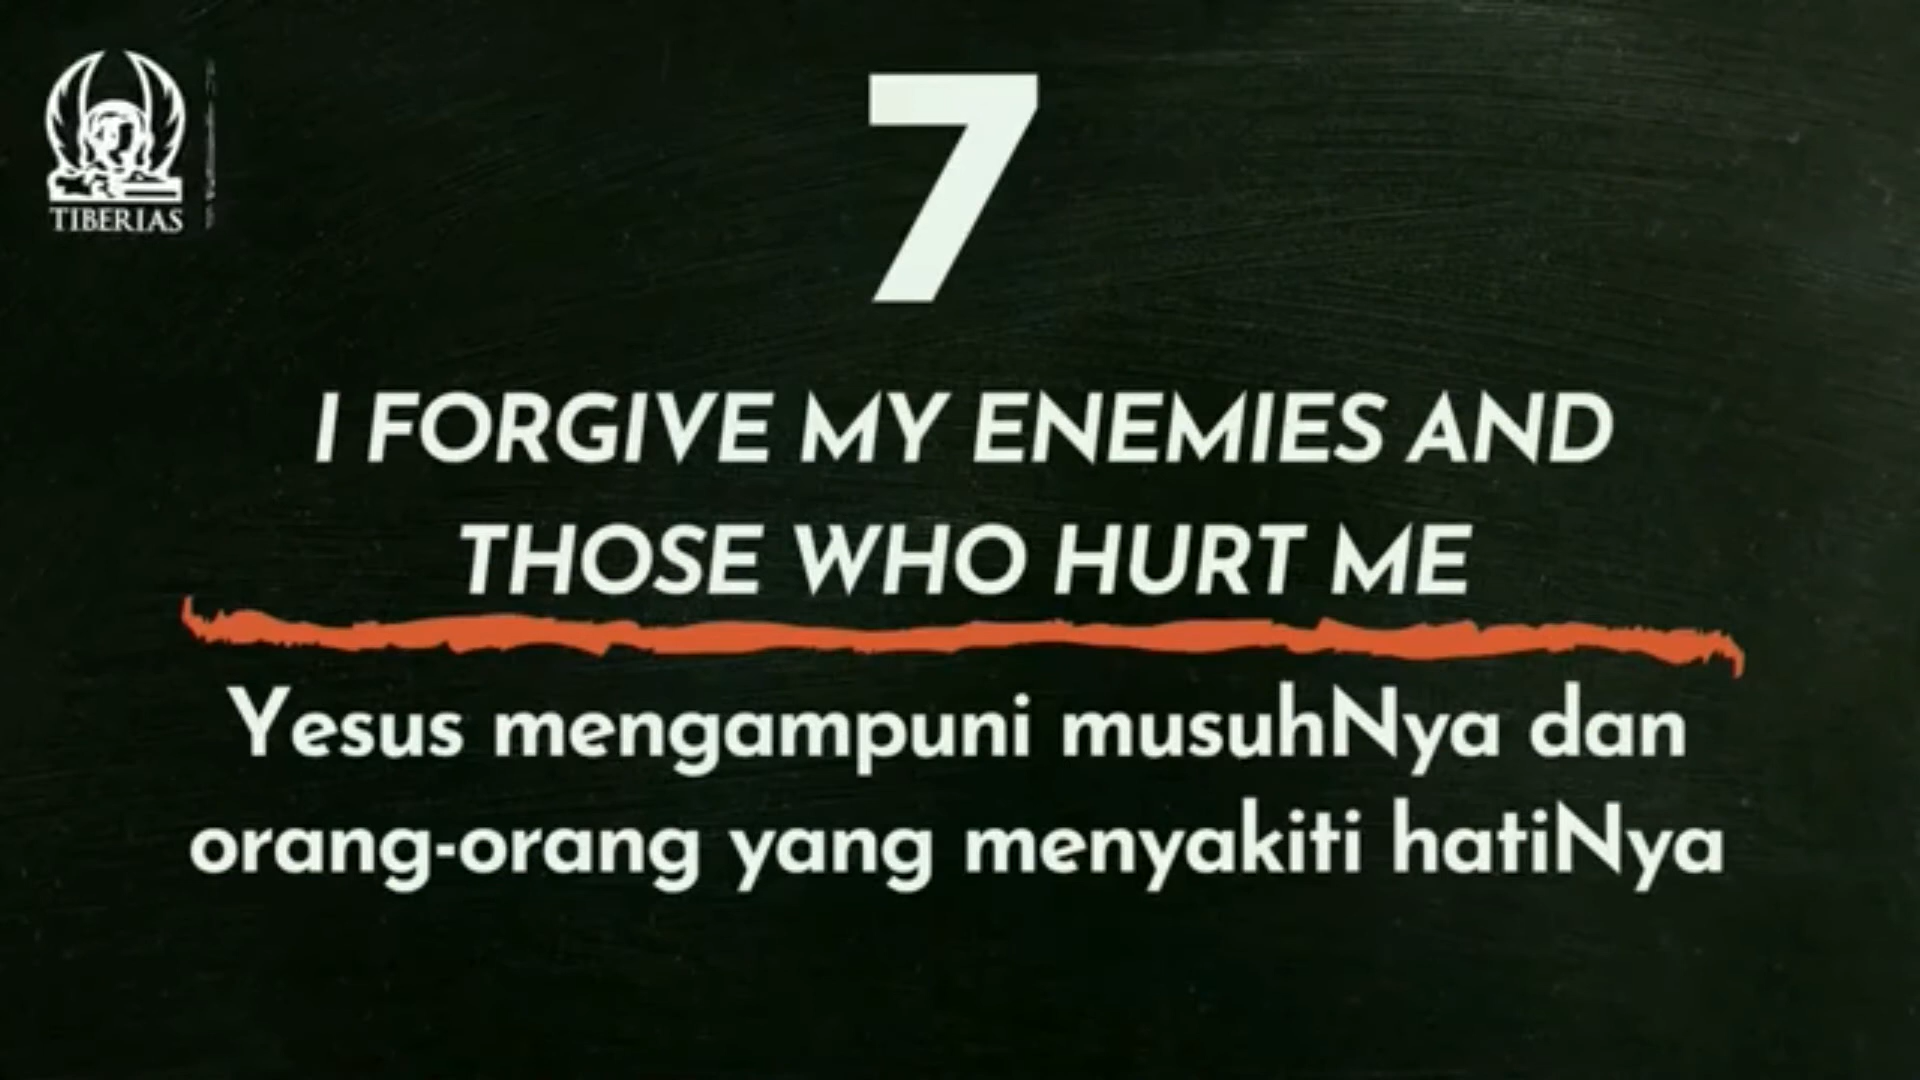 TIBERIAS
7
I FORGIVE MY ENEMIES AND
THOSE WHO HURT ME
Yesus mengampuni musuhNya dan
orang-orang yang menyakiti hatiNya